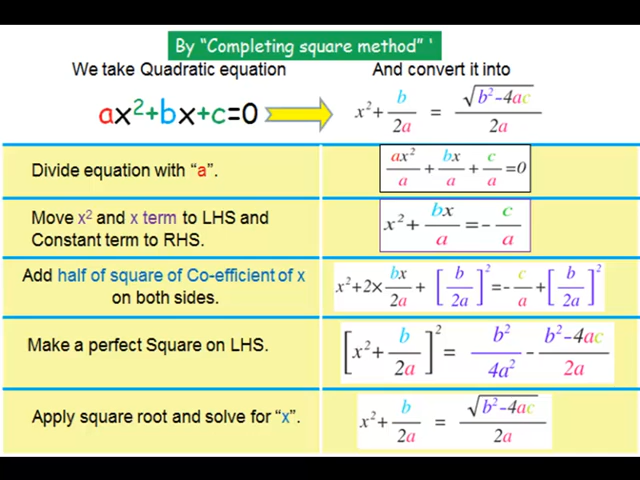 By “Completing square method” ‘
We take Quadratic equation
And convert it into
ax²+bx+c=0
x²+ b/2a = √(b²-4ac)/2a
Divide equation with “a”.
ax²/a + bx/a + c/a =0
Move x² and x term to LHS and
Constant term to RHS.
x²+ bx/a =- c/a
Add half of square of Co-efficient of x
on both sides.
x²+2× bx/2a + [b/2a]² =- c/a +[b/2a]²
Make a perfect Square on LHS.
[x²+ b/2a]² = b²/4a² - b²-4ac/2a
Apply square root and solve for “x”.
x²+ b/2a = √(b²-4ac)/2a